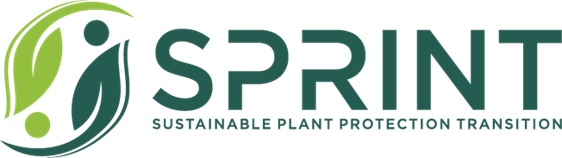 SPRINT
SUSTAINABLE PLANT PROTECTION TRANSITION